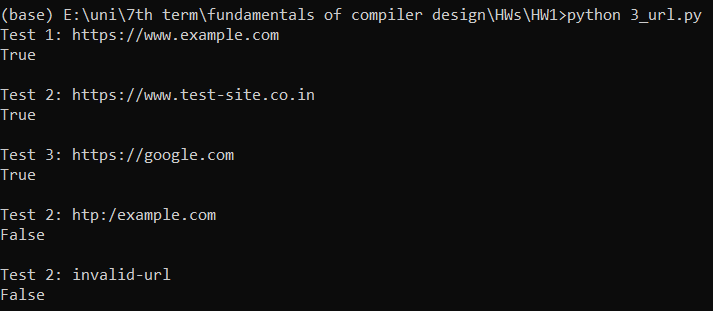 (base) E:\uni\7th term\fundamentals of compiler design\HWs\HW1>python 3_url.py
Test 1: https://www.example.com
True
Test 2: https://www.test-site.co.in
True
Test 3: https://google.com
True
Test 2: htp:/example.com
False
Test 2: invalid-url
False